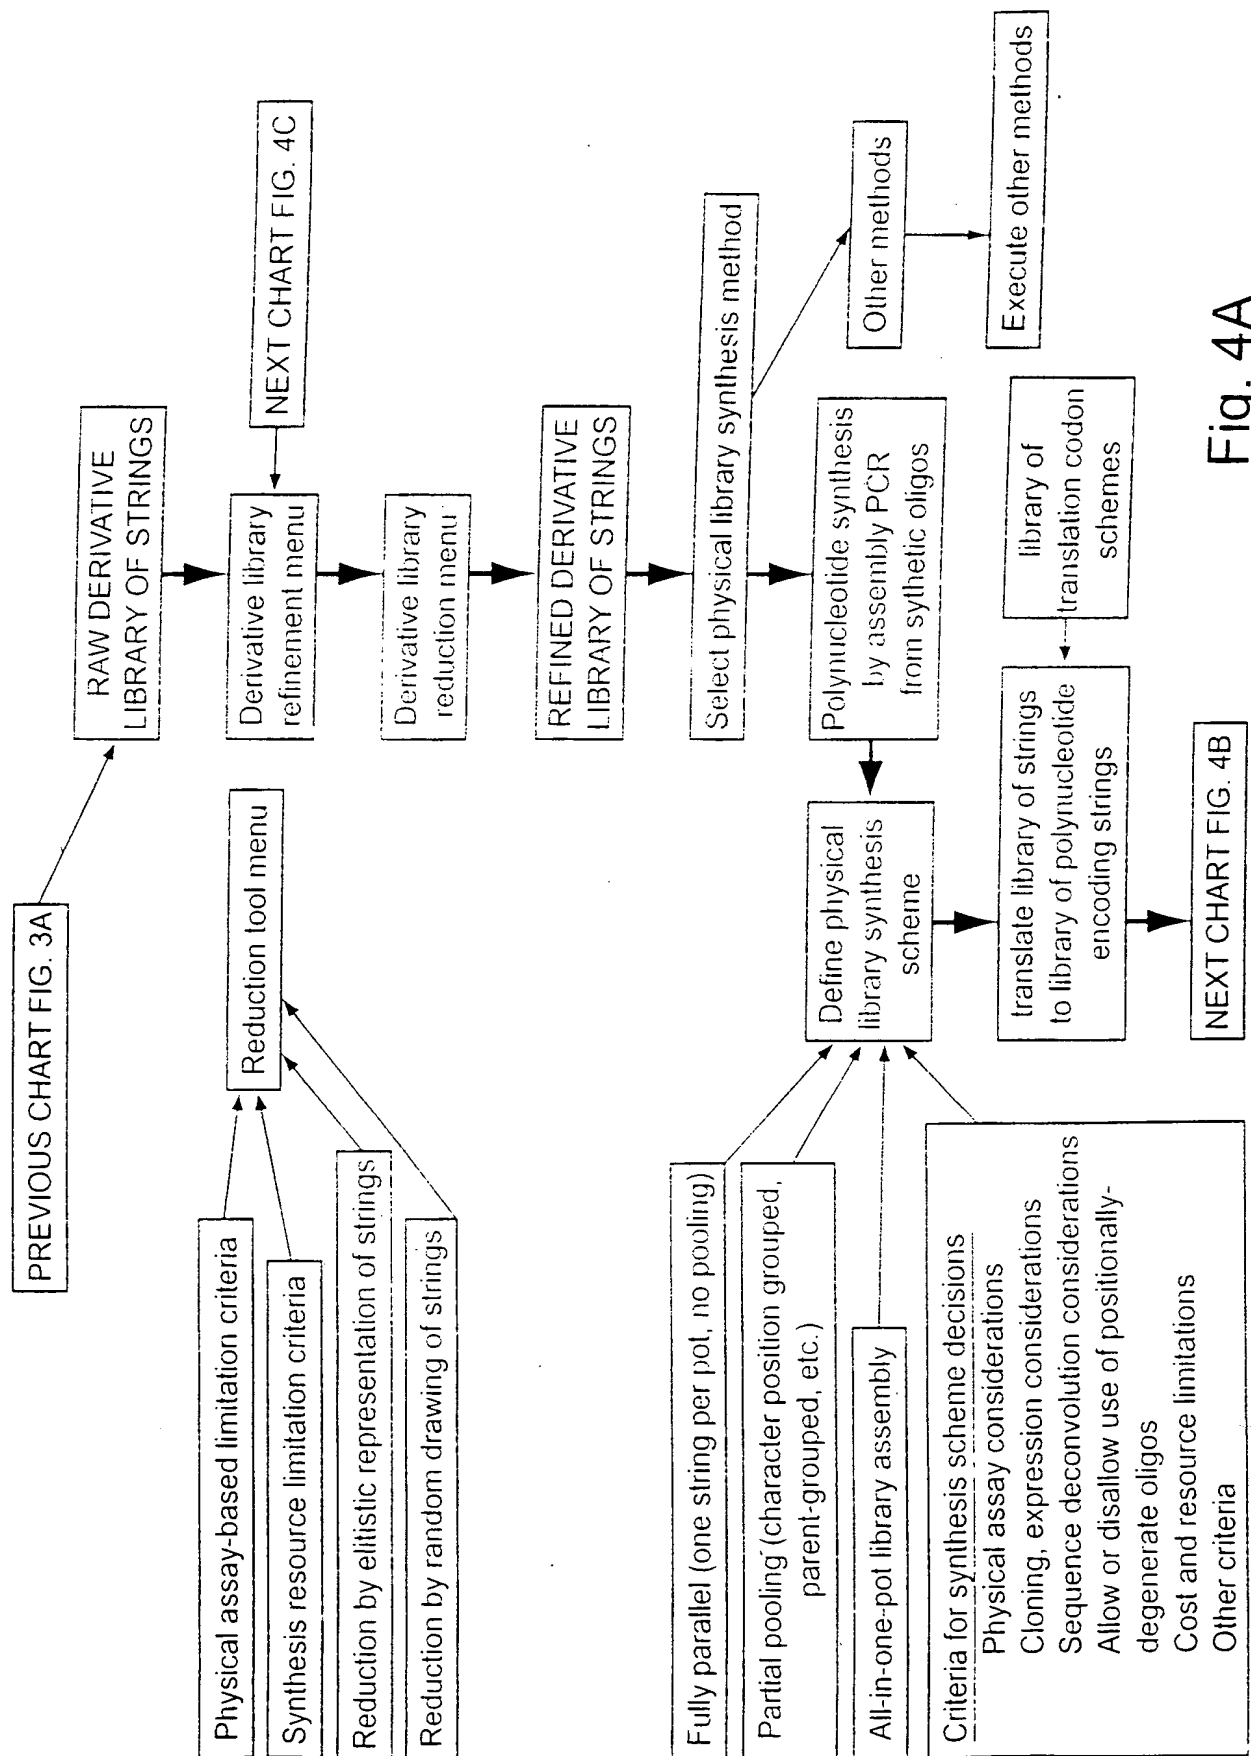 PREVIOUS CHART FIG. 3A
RAW DERIVATIVE
LIBRARY OF STRINGS
NEXT CHART FIG. 4C
Derivative library
refinement menu
Reduction tool menu
Physical assay-based limitation criteria
Synthesis resource limitation criteria
Reduction by elitistic representation of strings
Reduction by random drawing of strings
Derivative library
reduction menu
REFINED DERIVATIVE
LIBRARY OF STRINGS
Select physical library synthesis method
Other methods
Execute other methods
Polynucleotide synthesis
by assembly PCR
from sythetic oligos
Define physical
library synthesis
scheme
Fully parallel (one string per pot, no pooling)
Partial pooling (character position grouped,
parent-grouped, etc.)
All-in-one-pot library assembly
Criteria for synthesis scheme decisions
Physical assay considerations
Cloning, expression considerations
Sequence deconvolution considerations
Allow or disallow use of positionally-
degenerate oligos
Cost and resource limitations
Other criteria
library of
translation codon
schemes
translate library of strings
to library of polynucleotide
encoding strings
NEXT CHART FIG. 4B
Fig. 4A